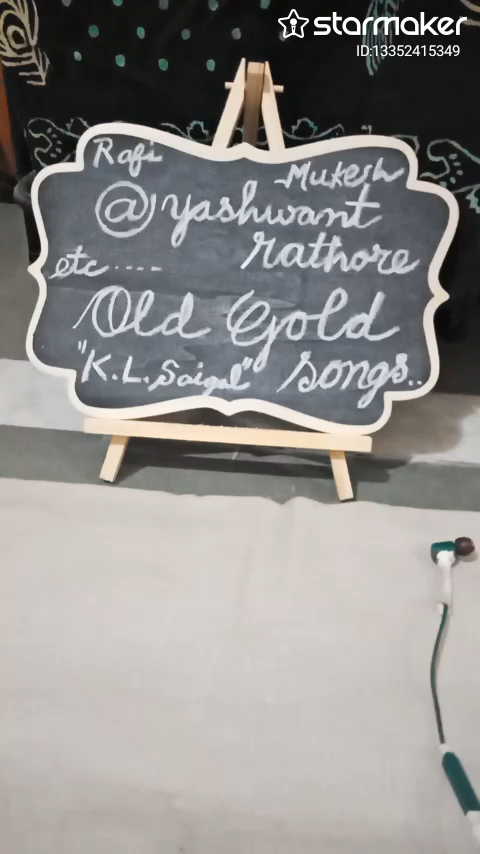 starmaker
ID:13352415349
Rafi
Mukesh
@yashwant
rathore
etc....
Old Gold
"K.L.Saigal" songs..